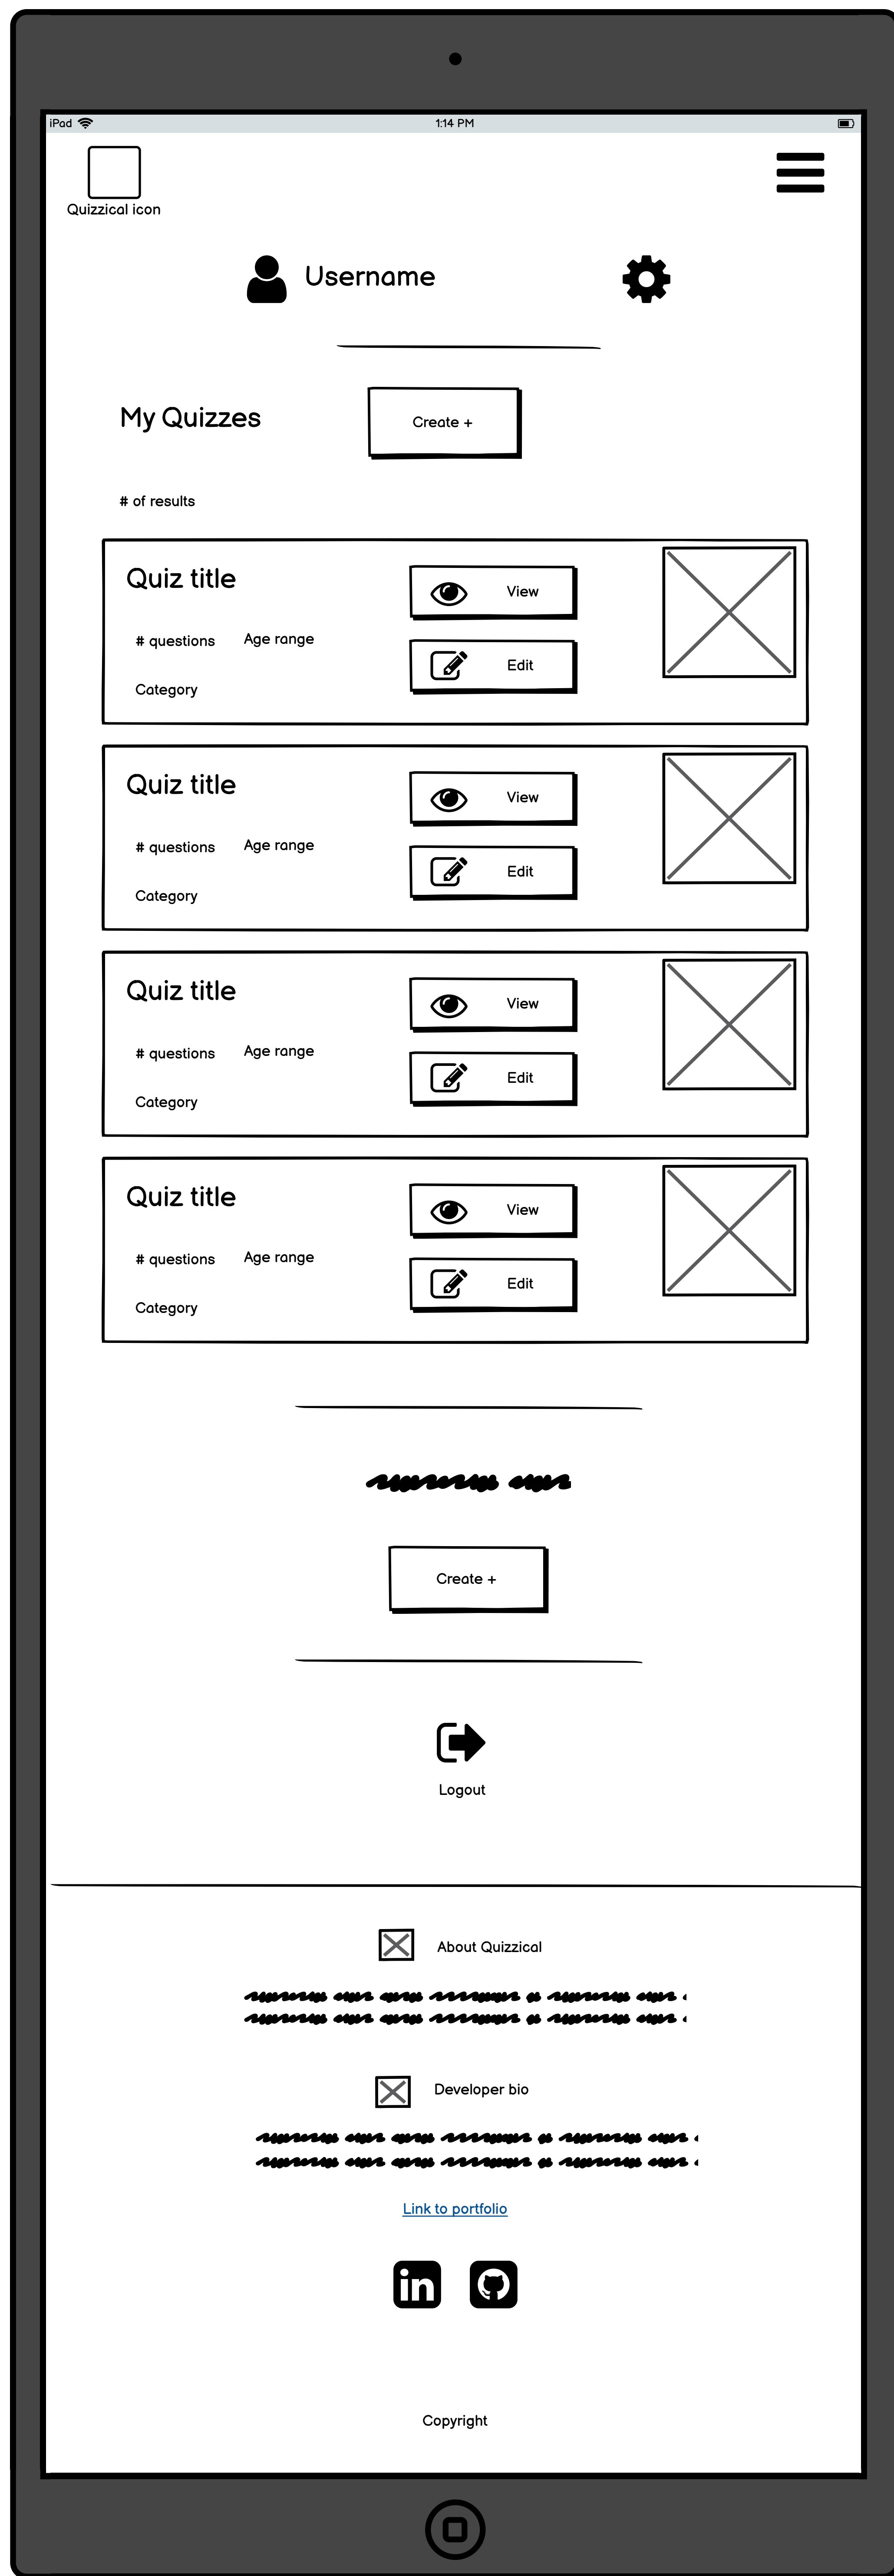 iPad 1:14 PM
Quizzical icon
Username
My Quizzes
Create +
# of results
Quiz title
View
# questions Age range
Edit
Category
Quiz title
View
# questions Age range
Edit
Category
Quiz title
View
# questions Age range
Edit
Category
Quiz title
View
# questions Age range
Edit
Category
Create +
Logout
About Quizzical
Developer bio
Link to portfolio
in
Copyright